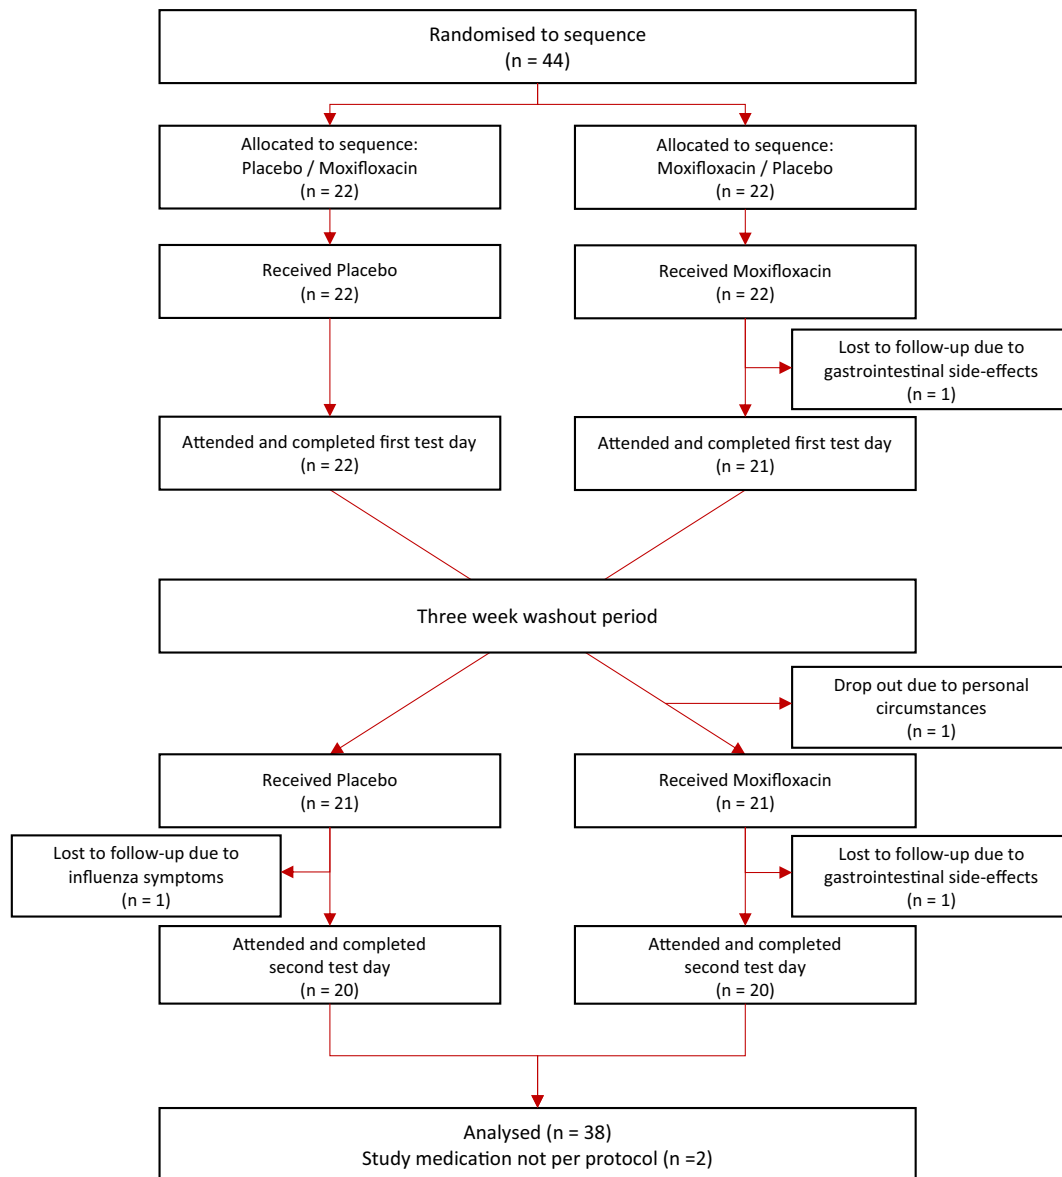 Randomised to sequence
(n = 44)
Allocated to sequence:
Placebo / Moxifloxacin
(n = 22)
Allocated to sequence:
Moxifloxacin / Placebo
(n = 22)
Received Placebo
(n = 22)
Received Moxifloxacin
(n = 22)
Lost to follow-up due to
gastrointestinal side-effects
(n = 1)
Attended and completed first test day
(n = 22)
Attended and completed first test day
(n = 21)
Three week washout period
Drop out due to personal
circumstances
(n = 1)
Received Placebo
(n = 21)
Received Moxifloxacin
(n = 21)
Lost to follow-up due to
influenza symptoms
(n = 1)
Lost to follow-up due to
gastrointestinal side-effects
(n = 1)
Attended and completed
second test day
(n = 20)
Attended and completed
second test day
(n = 20)
Analysed (n = 38)
Study medication not per protocol (n =2)